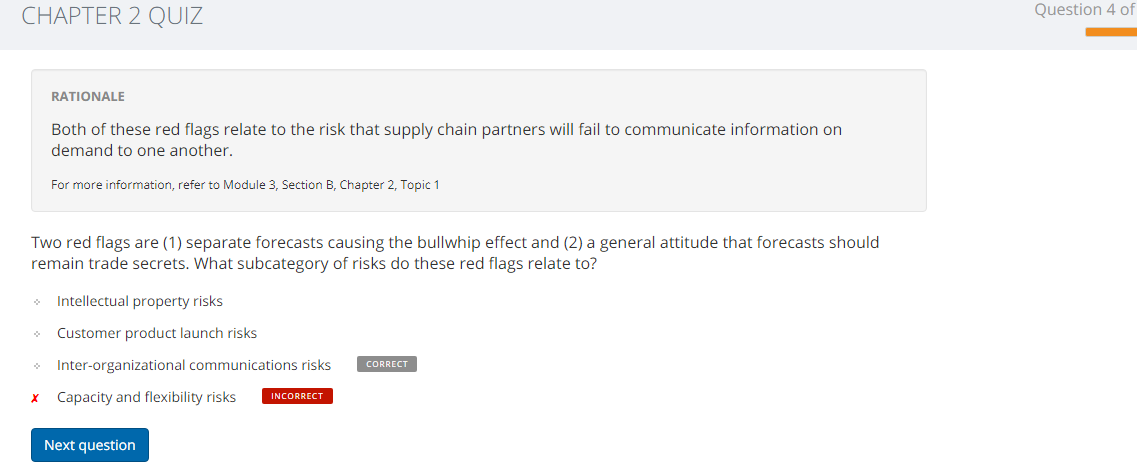 CHAPTER 2 QUIZ
Question 4 of
RATIONALE
Both of these red flags relate to the risk that supply chain partners will fail to communicate information on
demand to one another.
For more information, refer to Module 3, Section B, Chapter 2, Topic 1
Two red flags are (1) separate forecasts causing the bullwhip effect and (2) a general attitude that forecasts should
remain trade secrets. What subcategory of risks do these red flags relate to?
Intellectual property risks
Customer product launch risks
Inter-organizational communications risks CORRECT
✗ Capacity and flexibility risks INCORRECT
Next question